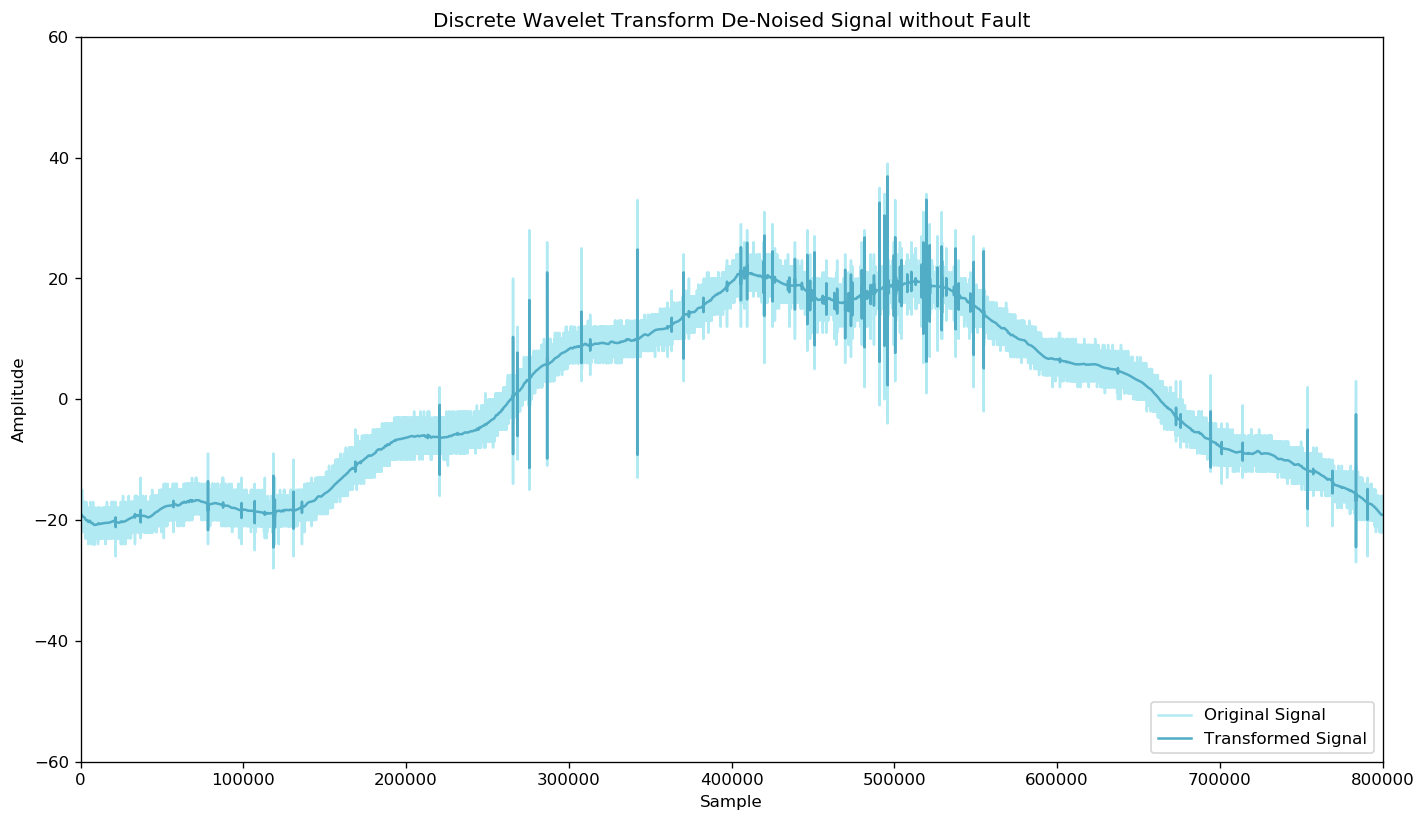 Discrete Wavelet Transform De-Noised Signal without Fault
60
40
20
0
−20
−40
−60
Amplitude
0 100000 200000 300000 400000 500000 600000 700000 800000
Sample
Original Signal
Transformed Signal